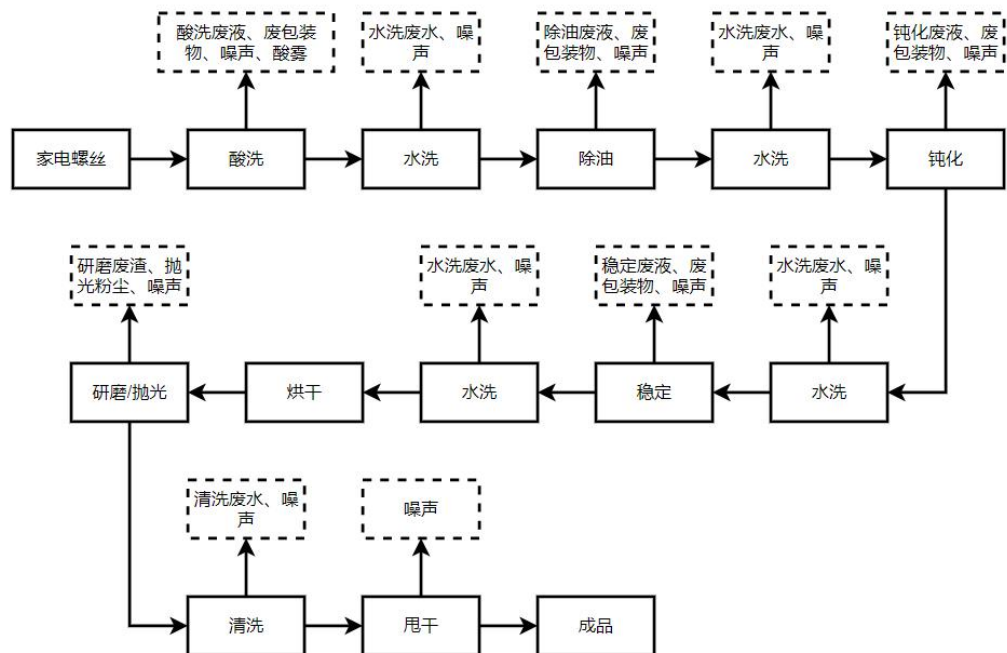 酸洗废液、废包装
物、噪声、酸雾
水洗废水、噪
声
除油废液、废
包装物、噪声
水洗废水、噪
声
钝化废液、废
包装物、噪声
家电螺丝
酸洗
水洗
除油
水洗
钝化
研磨废渣、抛
光粉尘、噪声
水洗废水、噪
声
稳定废液、废
包装物、噪声
水洗废水、噪
声
研磨/抛光
烘干
水洗
稳定
水洗
清洗废水、噪
声
噪声
清洗
甩干
成品